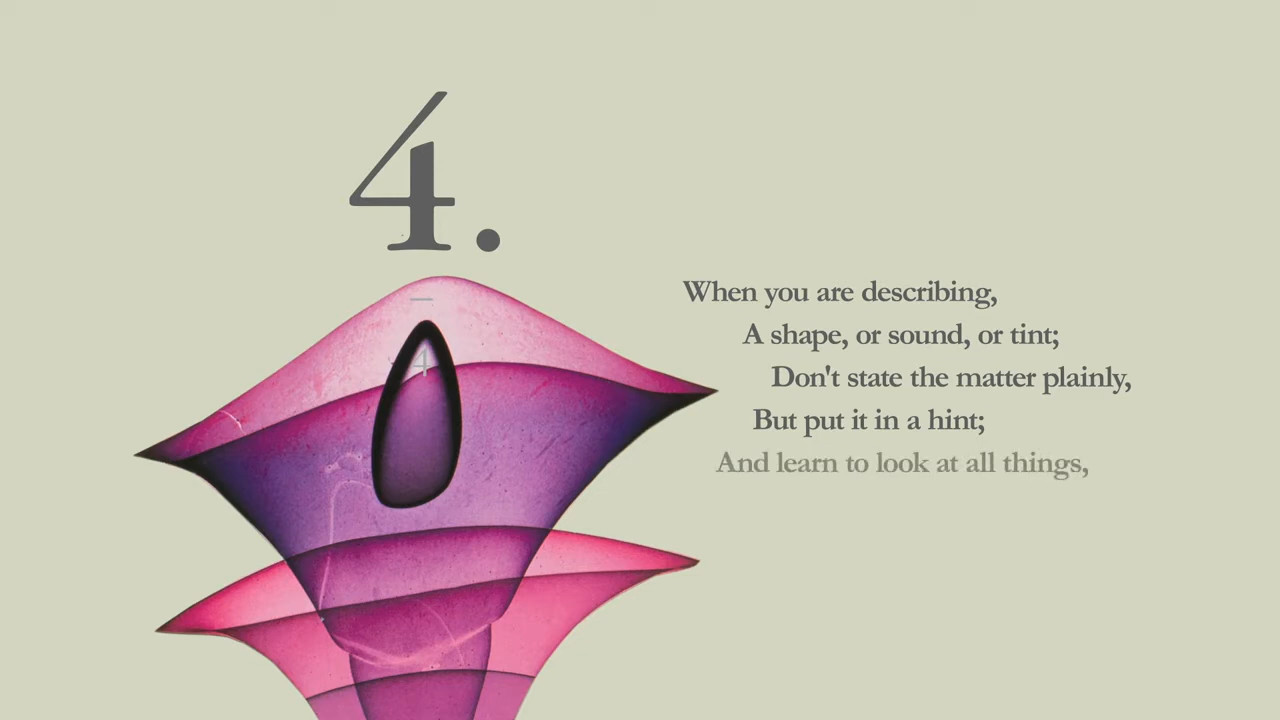 4.
When you are describing,
A shape, or sound, or tint;
Don't state the matter plainly,
But put it in a hint;
And learn to look at all things,